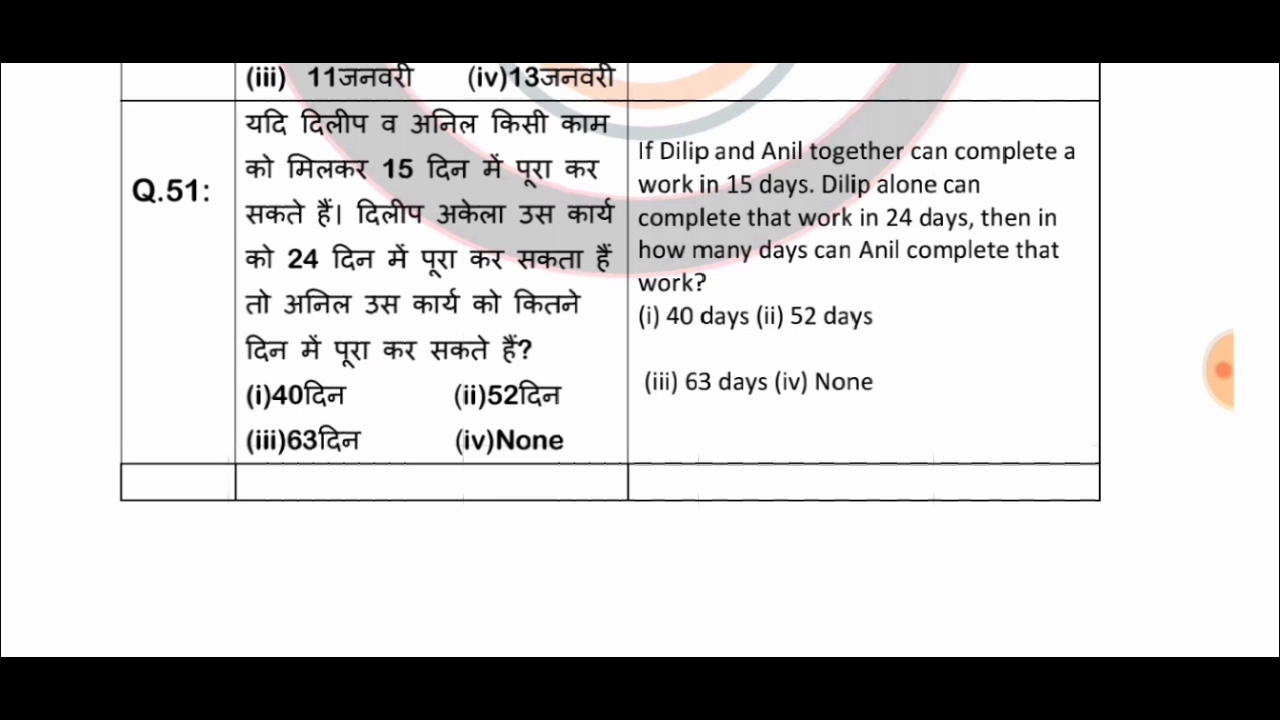 (iii) 11जनवरी (iv)13जनवरी
Q.51:
यदि दिलीप व अनिल किसी काम
को मिलकर 15 दिन में पूरा कर
सकते हैं। दिलीप अकेला उस कार्य
को 24 दिन में पूरा कर सकता हैं
तो अनिल उस कार्य को कितने
दिन में पूरा कर सकते हैं?
(i)40दिन (ii)52दिन
(iii)63दिन (iv)None
If Dilip and Anil together can complete a
work in 15 days. Dilip alone can
complete that work in 24 days, then in
how many days can Anil complete that
work?
(i) 40 days (ii) 52 days
(iii) 63 days (iv) None